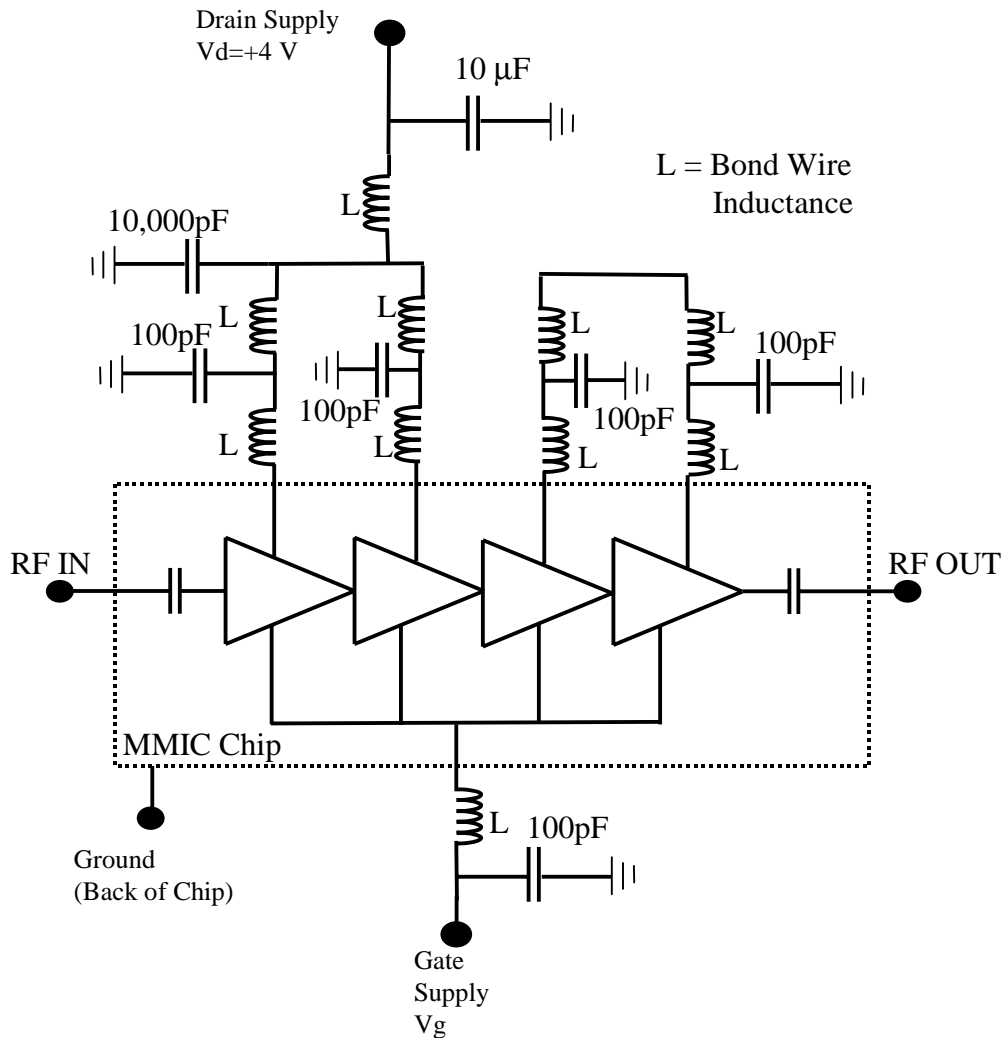 Drain Supply
Vd=+4 V
10 μF
L = Bond Wire
Inductance
L
10,000pF
L
L
L
L
100pF
100pF
100pF
100pF
L
L
L
L
RF IN
RF OUT
MMIC Chip
L
100pF
Ground
(Back of Chip)
Gate
Supply
Vg